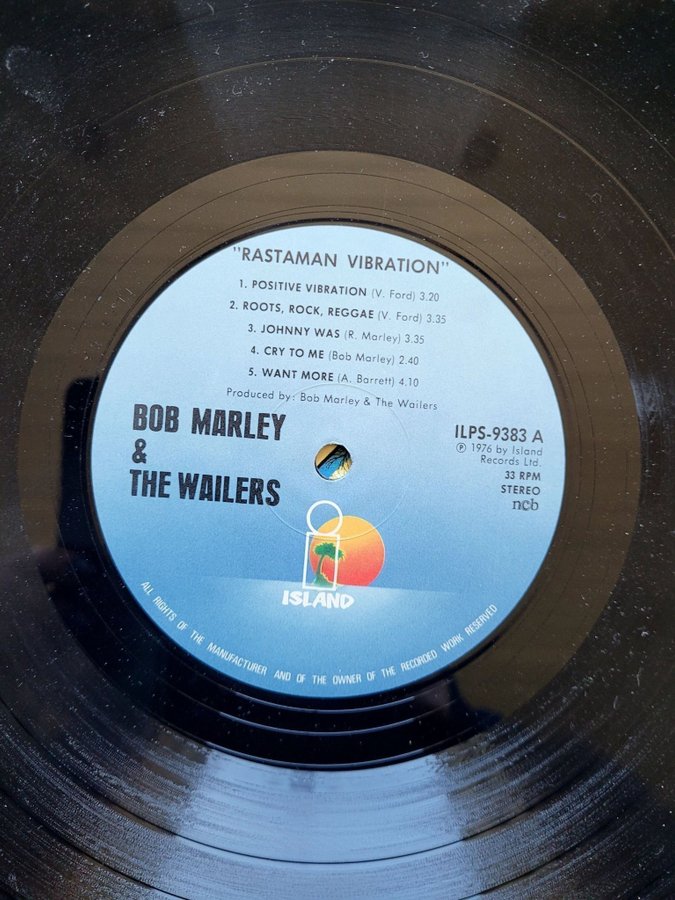 "RASTAMAN VIBRATION"
1. POSITIVE VIBRATION (V. Ford) 3.20
2. ROOTS, ROCK, REGGAE (V. Ford) 3.35
3. JOHNNY WAS (R. Marley) 3.35
4. CRY TO ME (Bob Marley) 2.40
5. WANT MORE (A. Barrett) 4.10
Produced by: Bob Marley & The Wailers
BOB MARLEY
&
THE WAILERS
ILPS-9383 A
℗ 1976 by Island
Records Ltd.
33 RPM
STEREO
ncb
ISLAND
ALL RIGHTS OF THE MANUFACTURER AND OF THE OWNER OF THE RECORDED WORK RESERVED